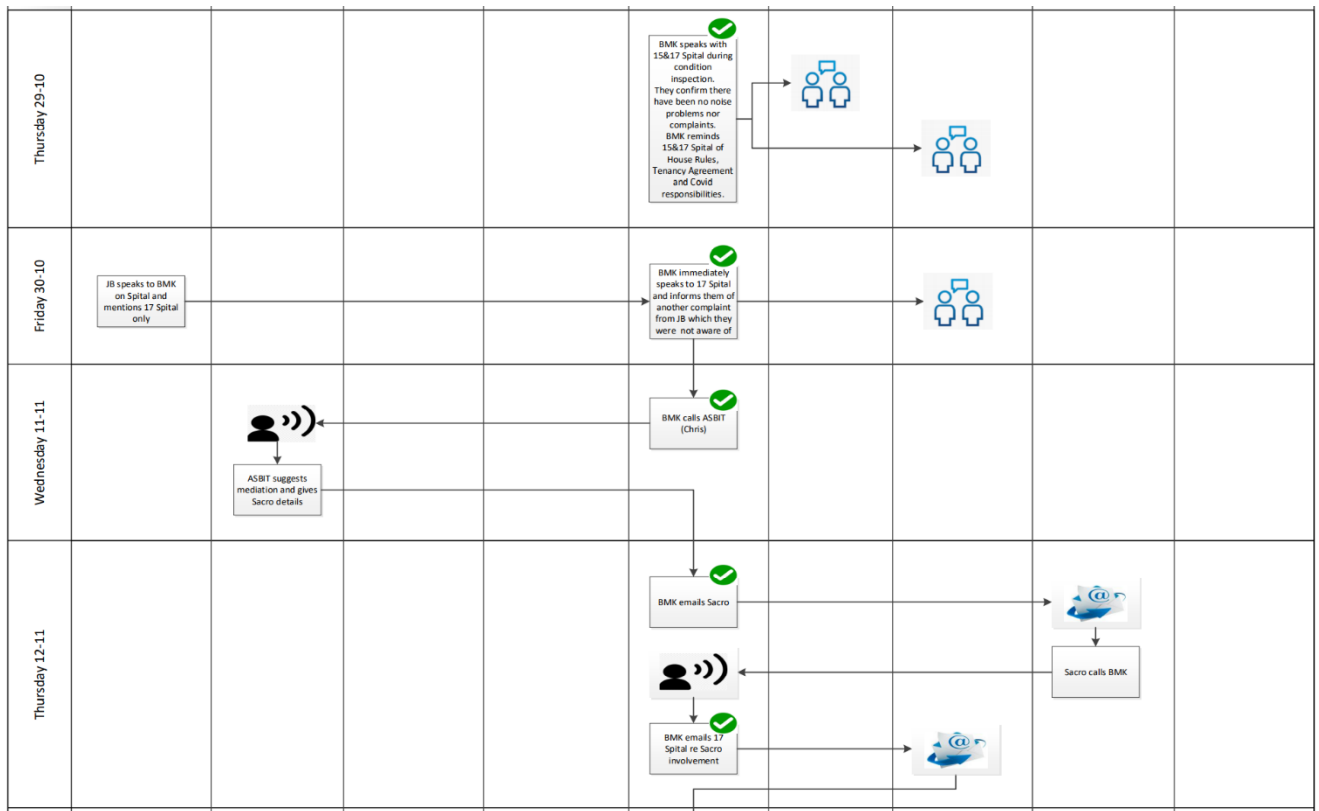 Thursday 29-10
BMK speaks with
15&17 Spital during
condition
inspection.
They confirm there
have been no noise
problems nor
complaints.
BMK reminds
15&17 Spital of
House Rules,
Tenancy Agreement
and Covid
responsibilities.
Friday 30-10
JB speaks to BMK
on Spital and
mentions 17 Spital
only
BMK immediately
speaks to 17 Spital
and informs them of
another complaint
from JB which they
were not aware of
Wednesday 11-11
BMK calls ASBIT
(Chris)
ASBIT suggests
mediation and gives
Sacro details
Thursday 12-11
BMK emails Sacro
@
Sacro calls BMK
BMK emails 17
Spital re Sacro
involvement
@